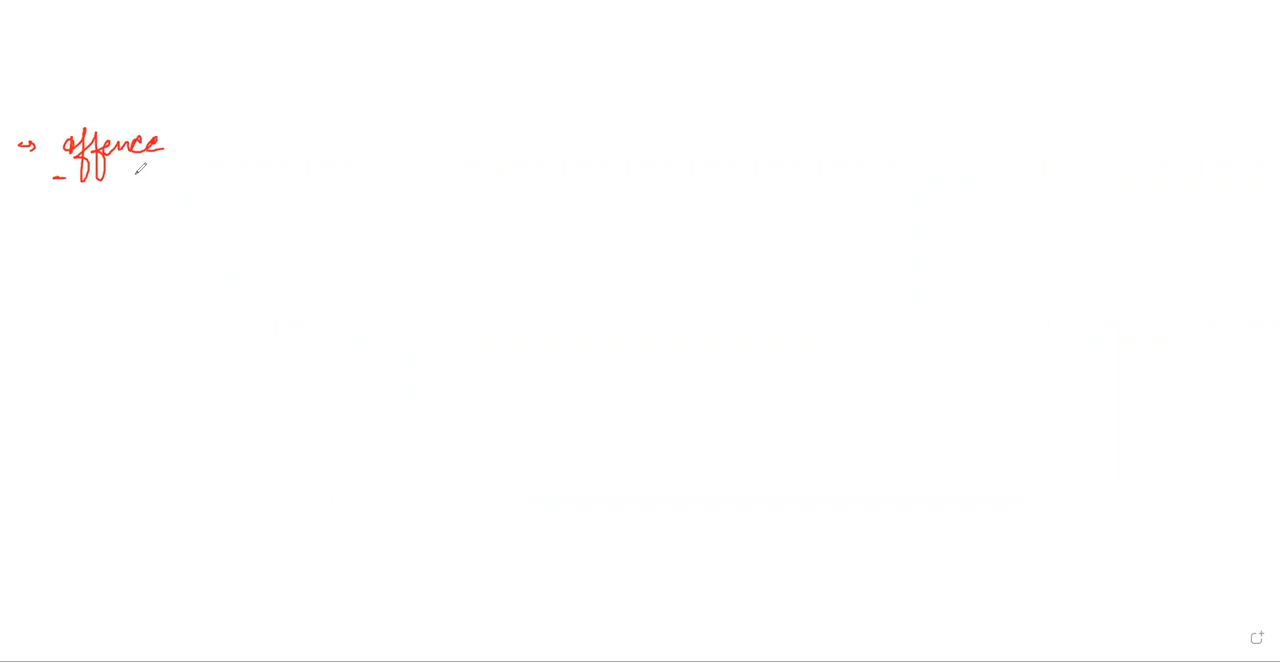 → offence
-